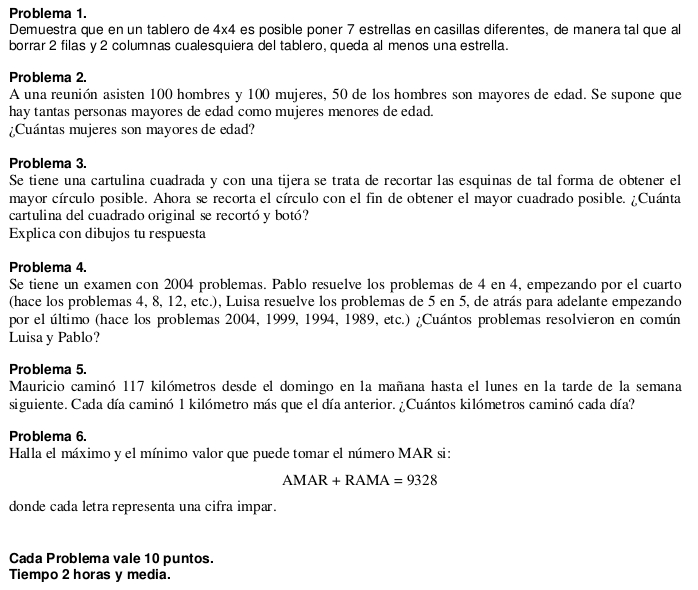 Problema 1.
Demuestra que en un tablero de 4x4 es posible poner 7 estrellas en casillas diferentes, de manera tal que al
borrar 2 filas y 2 columnas cualesquiera del tablero, queda al menos una estrella.
Problema 2.
A una reunión asisten 100 hombres y 100 mujeres, 50 de los hombres son mayores de edad. Se supone que
hay tantas personas mayores de edad como mujeres menores de edad.
¿Cuántas mujeres son mayores de edad?
Problema 3.
Se tiene una cartulina cuadrada y con una tijera se trata de recortar las esquinas de tal forma de obtener el
mayor círculo posible. Ahora se recorta el círculo con el fin de obtener el mayor cuadrado posible. ¿Cuánta
cartulina del cuadrado original se recortó y botó?
Explica con dibujos tu respuesta
Problema 4.
Se tiene un examen con 2004 problemas. Pablo resuelve los problemas de 4 en 4, empezando por el cuarto
(hace los problemas 4, 8, 12, etc.), Luisa resuelve los problemas de 5 en 5, de atrás para adelante empezando
por el último (hace los problemas 2004, 1999, 1994, 1989, etc.) ¿Cuántos problemas resolvieron en común
Luisa y Pablo?
Problema 5.
Mauricio caminó 117 kilómetros desde el domingo en la mañana hasta el lunes en la tarde de la semana
siguiente. Cada día caminó 1 kilómetro más que el día anterior. ¿Cuántos kilómetros caminó cada día?
Problema 6.
Halla el máximo y el mínimo valor que puede tomar el número MAR si:
AMAR + RAMA = 9328
donde cada letra representa una cifra impar.
Cada Problema vale 10 puntos.
Tiempo 2 horas y media.